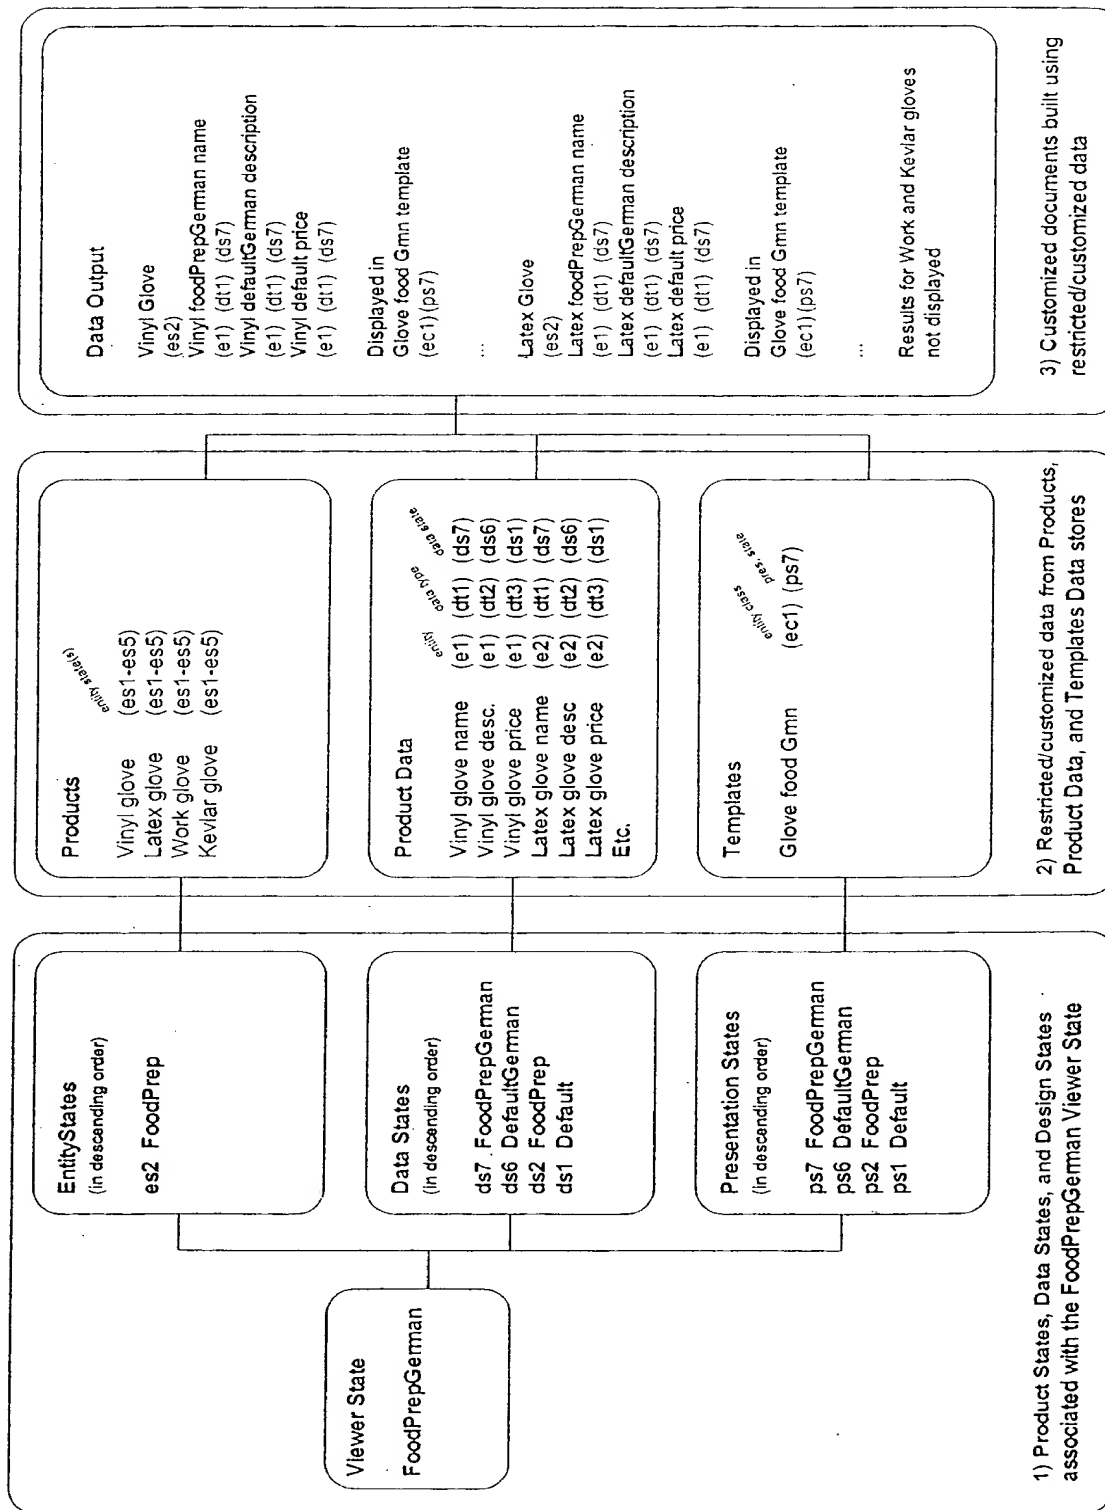 Viewer State
FoodPrepGerman
EntityStates
(in descending order)
es2 FoodPrep
Data States
(in descending order)
ds7. FoodPrepGerman
ds6 DefaultGerman
ds2 FoodPrep
ds1 Default
Presentation States
(in descending order)
ps7 FoodPrepGerman
ps6 DefaultGerman
ps2 FoodPrep
ps1 Default
1) Product States, Data States, and Design States
associated with the FoodPrepGerman Viewer State
Products
entity state(s)
Vinyl glove (es1-es5)
Latex glove (es1-es5)
Work glove (es1-es5)
Kevlar glove (es1-es5)
Product Data
entity data type data state
Vinyl glove name (e1) (dt1) (ds7)
Vinyl glove desc. (e1) (dt2) (ds6)
Vinyl glove price (e1) (dt3) (ds1)
Latex glove name (e2) (dt1) (ds7)
Latex glove desc (e2) (dt2) (ds6)
Latex glove price (e2) (dt3) (ds1)
Etc.
Templates
entity class pres. state
Glove food Gmn (ec1) (ps7)
2) Restricted/customized data from Products,
Product Data, and Templates Data stores
Data Output
Vinyl Glove
(es2)
Vinyl foodPrepGerman name
(e1) (dt1) (ds7)
Vinyl defaultGerman description
(e1) (dt1) (ds7)
Vinyl default price
(e1) (dt1) (ds7)
Displayed in
Glove food Gmn template
(ec1) (ps7)
...
Latex Glove
(es2)
Latex foodPrepGerman name
(e1) (dt1) (ds7)
Latex defaultGerman description
(e1) (dt1) (ds7)
Latex default price
(e1) (dt1) (ds7)
Displayed in
Glove food Gmn template
(ec1) (ps7)
...
Results for Work and Kevlar gloves
not displayed
3) Customized documents built using
restricted/customized data